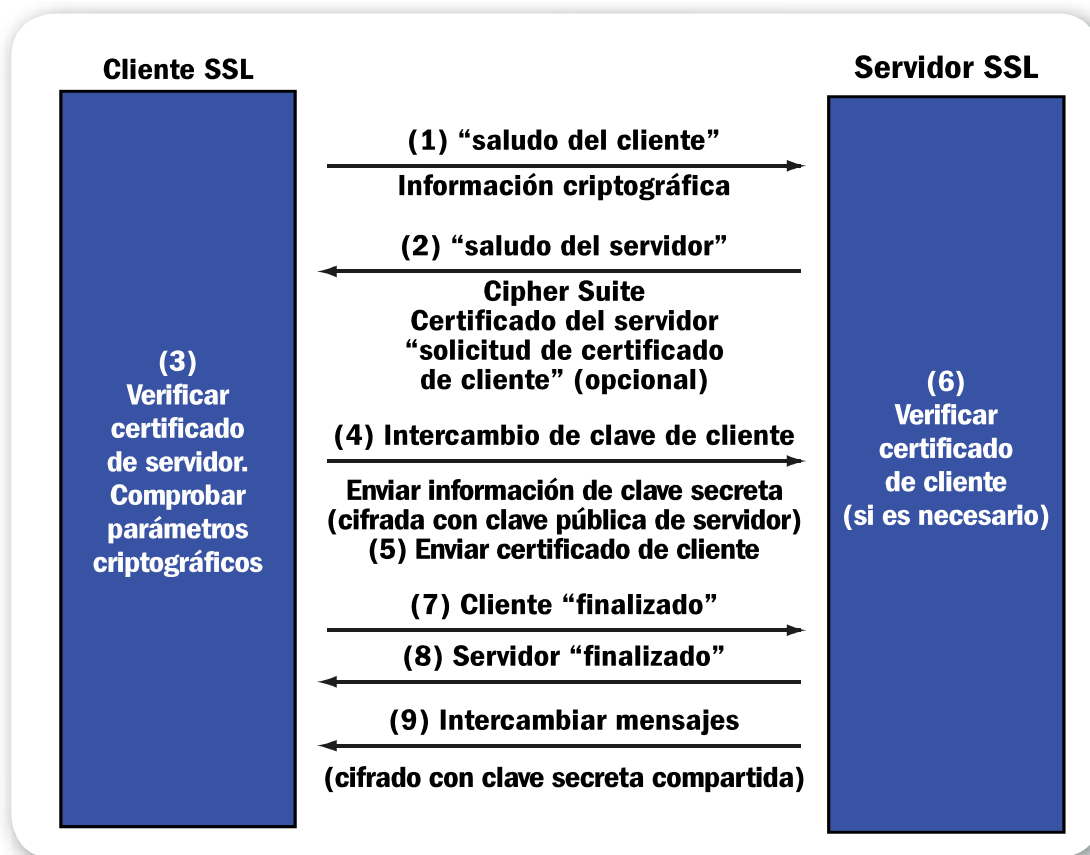 Cliente SSL
Servidor SSL
(1) “saludo del cliente”
Información criptográfica
(2) “saludo del servidor”
Cipher Suite
Certificado del servidor
“solicitud de certificado
de cliente” (opcional)
(3)
Verificar
certificado
de servidor.
Comprobar
parámetros
criptográficos
(4) Intercambio de clave de cliente
Enviar información de clave secreta
(cifrada con clave pública de servidor)
(5) Enviar certificado de cliente
(6)
Verificar
certificado
de cliente
(si es necesario)
(7) Cliente “finalizado”
(8) Servidor “finalizado”
(9) Intercambiar mensajes
(cifrado con clave secreta compartida)